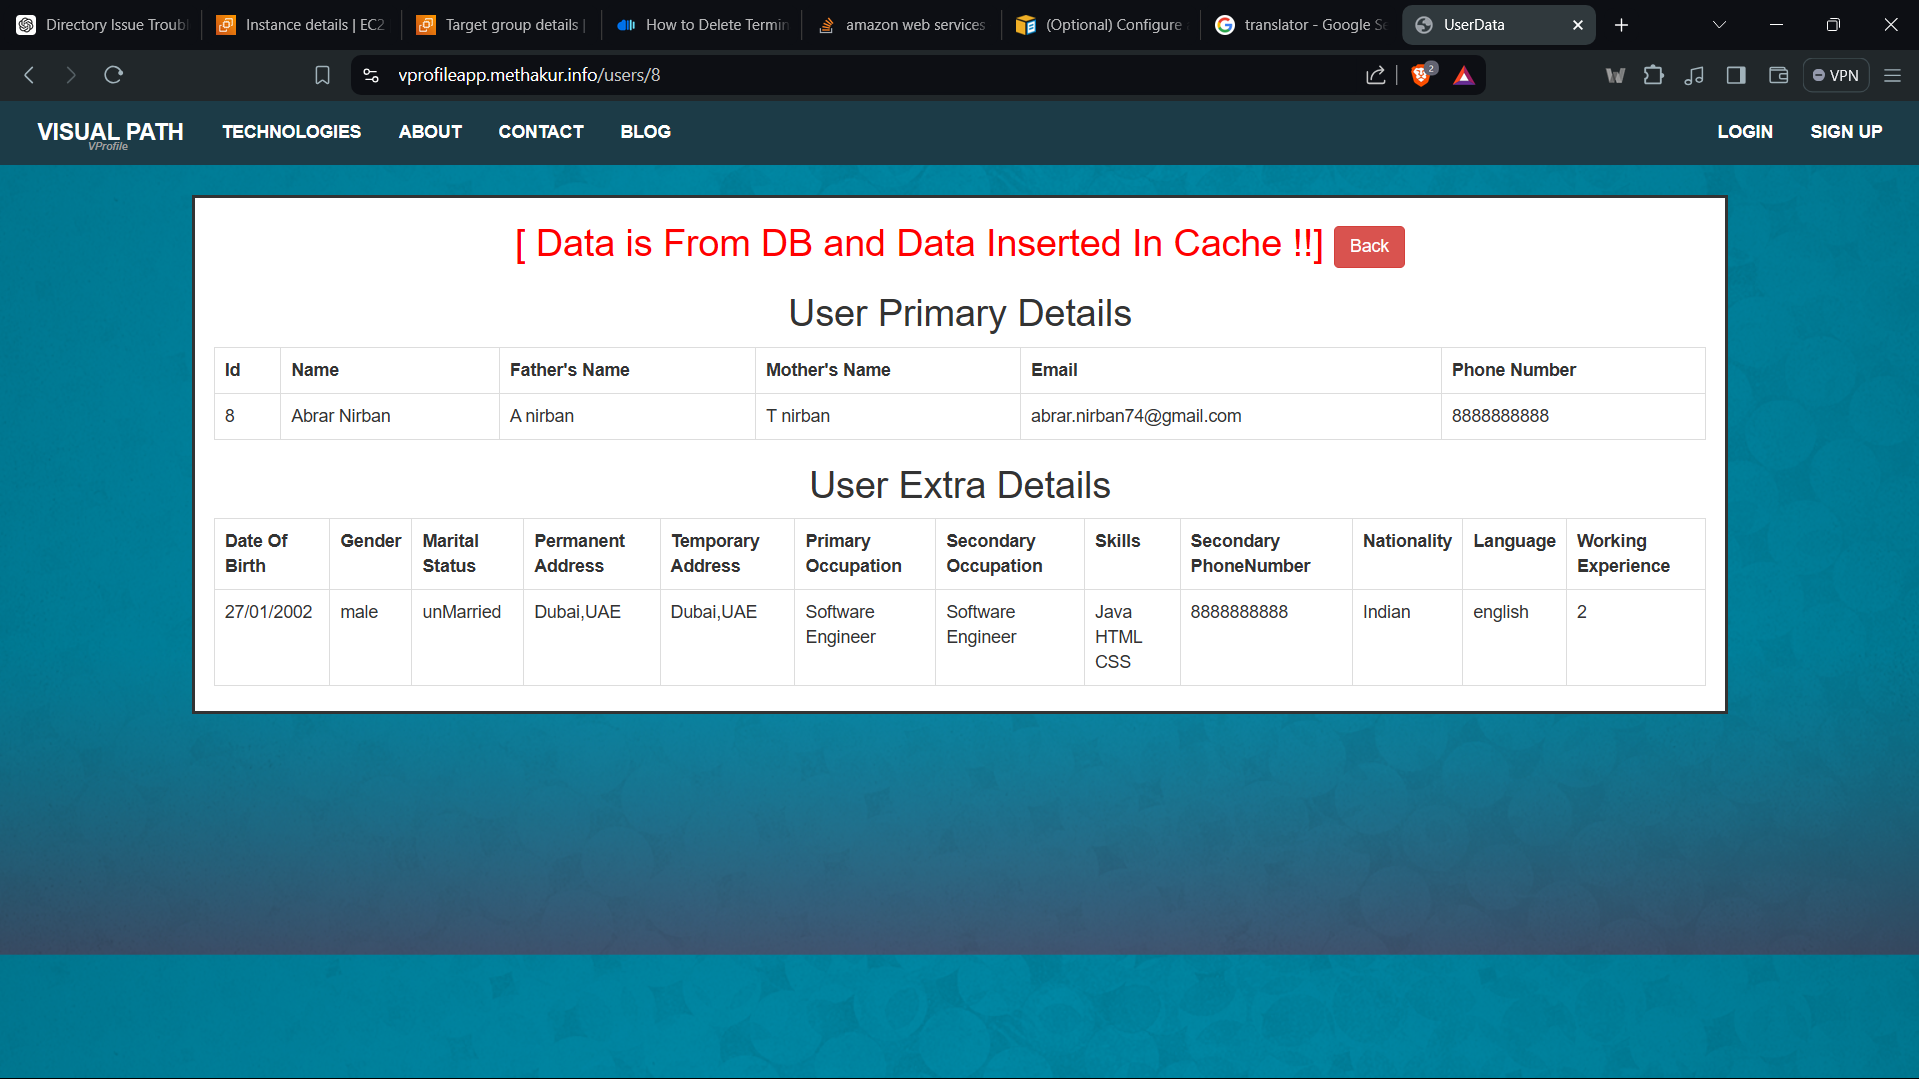 Directory Issue Troubl
Instance details | EC2
Target group details |
How to Delete Termin
amazon web services
(Optional) Configure
translator - Google Se
UserData
vprofileapp.methakur.info/users/8
2
VPN
VISUAL PATH
VProfile
TECHNOLOGIES
ABOUT
CONTACT
BLOG
LOGIN
SIGN UP
[ Data is From DB and Data Inserted In Cache !!]
Back
User Primary Details
Id Name Father's Name Mother's Name Email Phone Number
8 Abrar Nirban A nirban T nirban abrar.nirban74@gmail.com 8888888888
User Extra Details
Date Of Gender Marital Permanent Temporary Primary Secondary Skills Secondary Nationality Language Working
Birth Status Address Address Occupation Occupation PhoneNumber Experience
27/01/2002 male unMarried Dubai,UAE Dubai,UAE Software Software Java 8888888888 Indian english 2
Engineer Engineer HTML
CSS